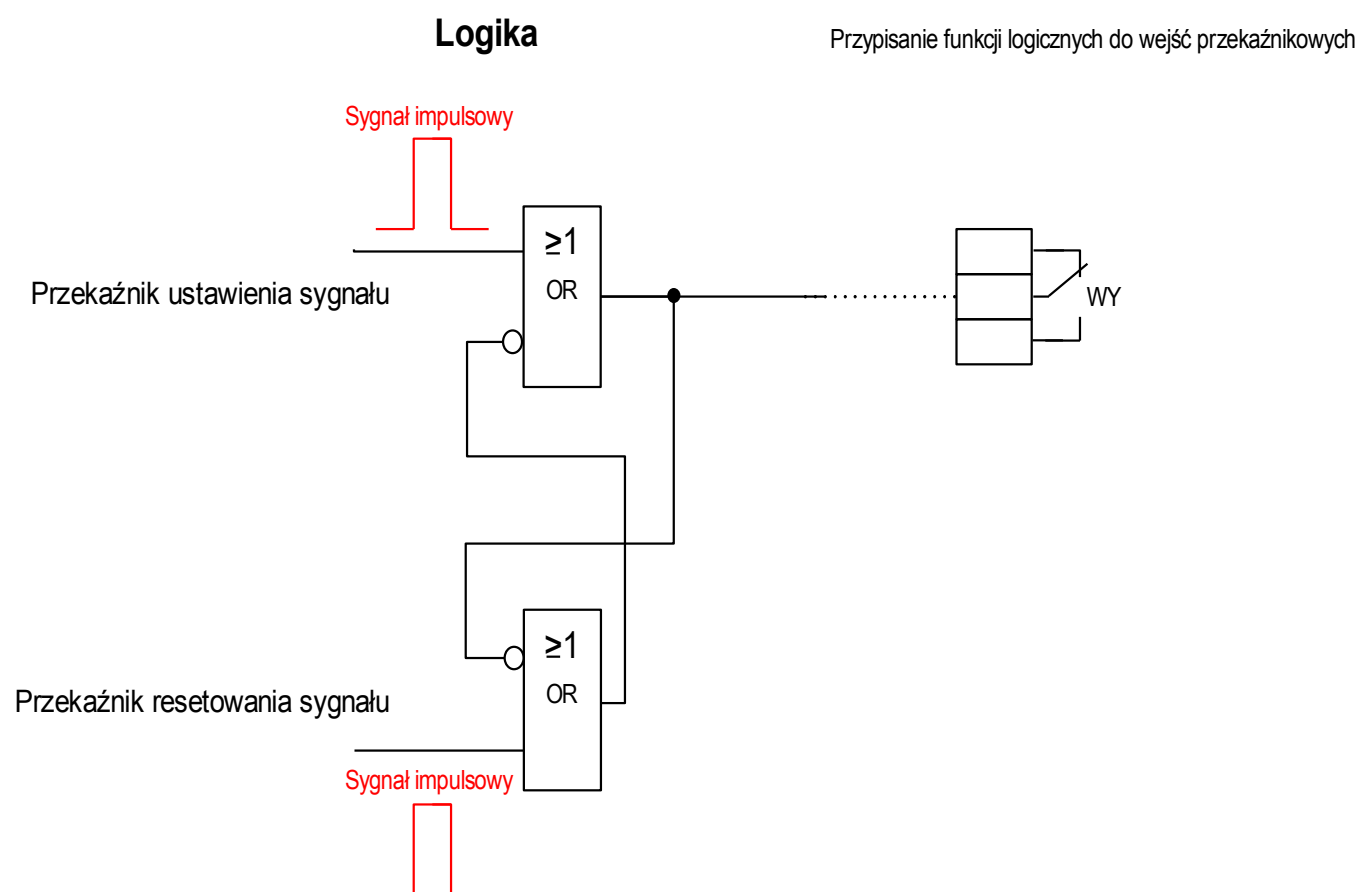 Logika
Przypisanie funkcji logicznych do wejść przekaźnikowych
Sygnał impulsowy
≥1
OR
Przekaźnik ustawienia sygnału
WY
≥1
OR
Przekaźnik resetowania sygnału
Sygnał impulsowy